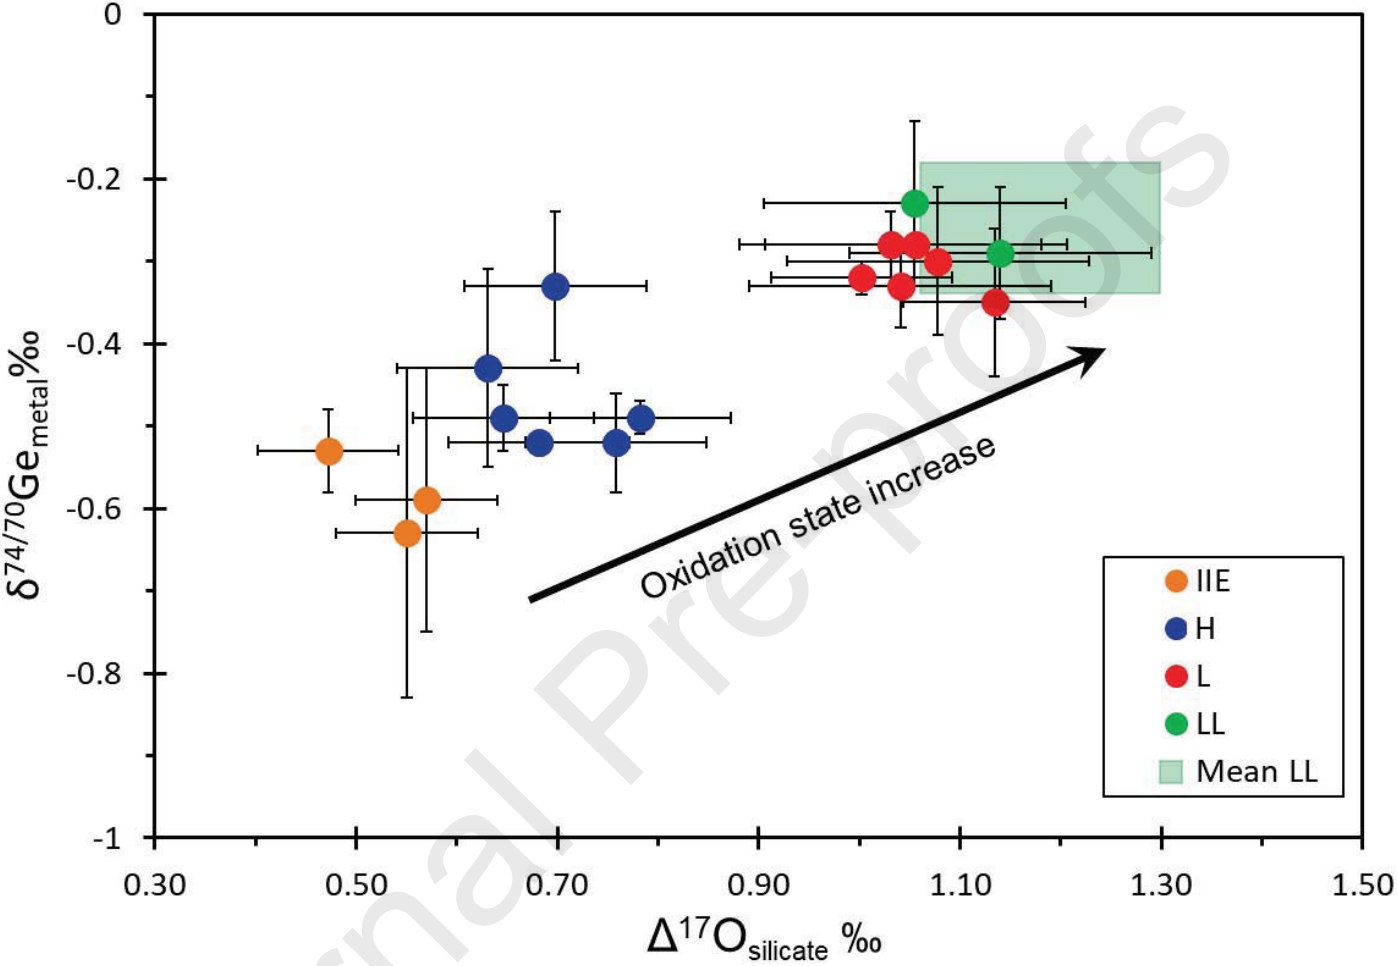 0
-0.2
-0.4
-0.6
-0.8
-1
δ74/70Gemetal‰
0.30 0.50 0.70 0.90 1.10 1.30 1.50
Δ17Osilicate ‰
Oxidation state increase
IIE
H
L
LL
Mean LL
rnal Pre-proofs